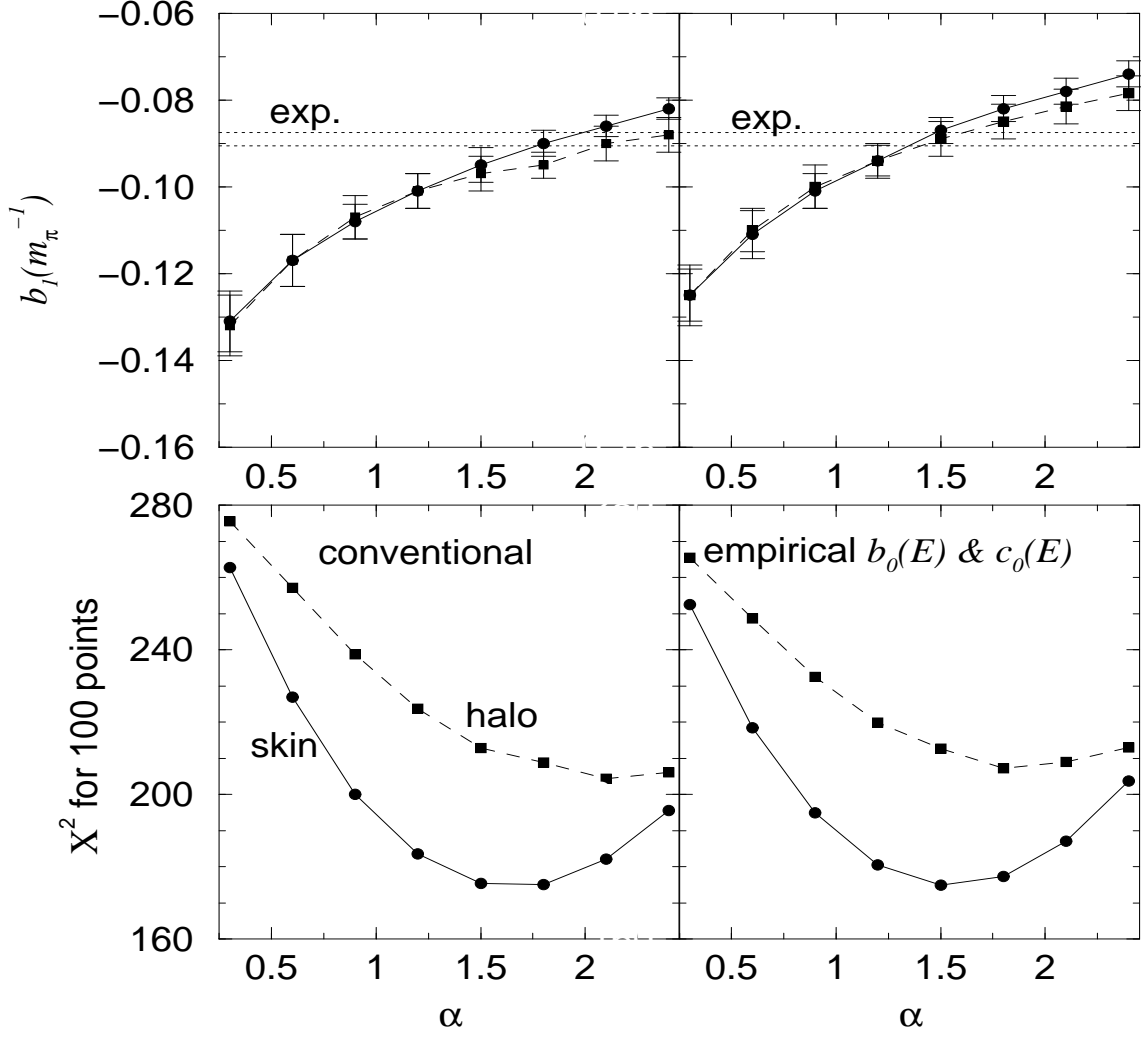 −0.06
−0.08
−0.10
−0.12
−0.14
−0.16
b₁(m_π⁻¹)
exp.
exp.
0.5 1 1.5 2
0.5 1 1.5 2
280
240
200
160
Χ² for 100 points
conventional
halo
skin
empirical b₀(E) & c₀(E)
0.5 1 1.5 2
0.5 1 1.5 2
α
α